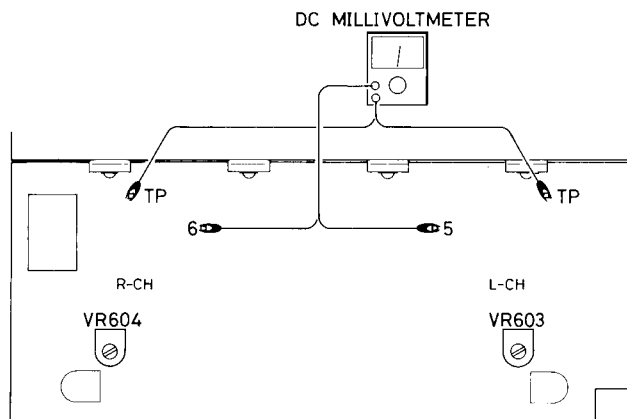 DC MILLIVOLTMETER
TP
TP
6
5
R-CH
L-CH
VR604
VR603